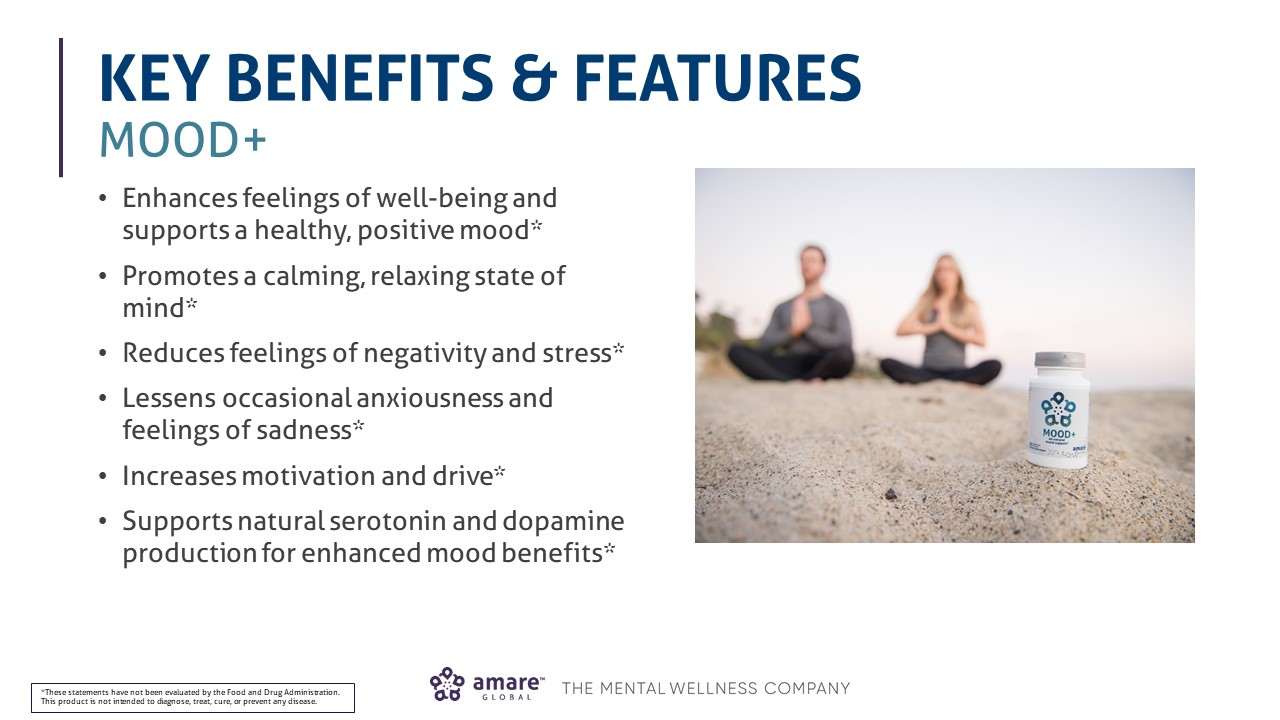 KEY BENEFITS & FEATURES
MOOD+
• Enhances feelings of well-being and
supports a healthy, positive mood*
• Promotes a calming, relaxing state of
mind*
• Reduces feelings of negativity and stress*
• Lessens occasional anxiousness and
feelings of sadness*
• Increases motivation and drive*
• Supports natural serotonin and dopamine
production for enhanced mood benefits*
MOOD+
amare
*These statements have not been evaluated by the Food and Drug Administration.
This product is not intended to diagnose, treat, cure, or prevent any disease.
amare™
GLOBAL
THE MENTAL WELLNESS COMPANY